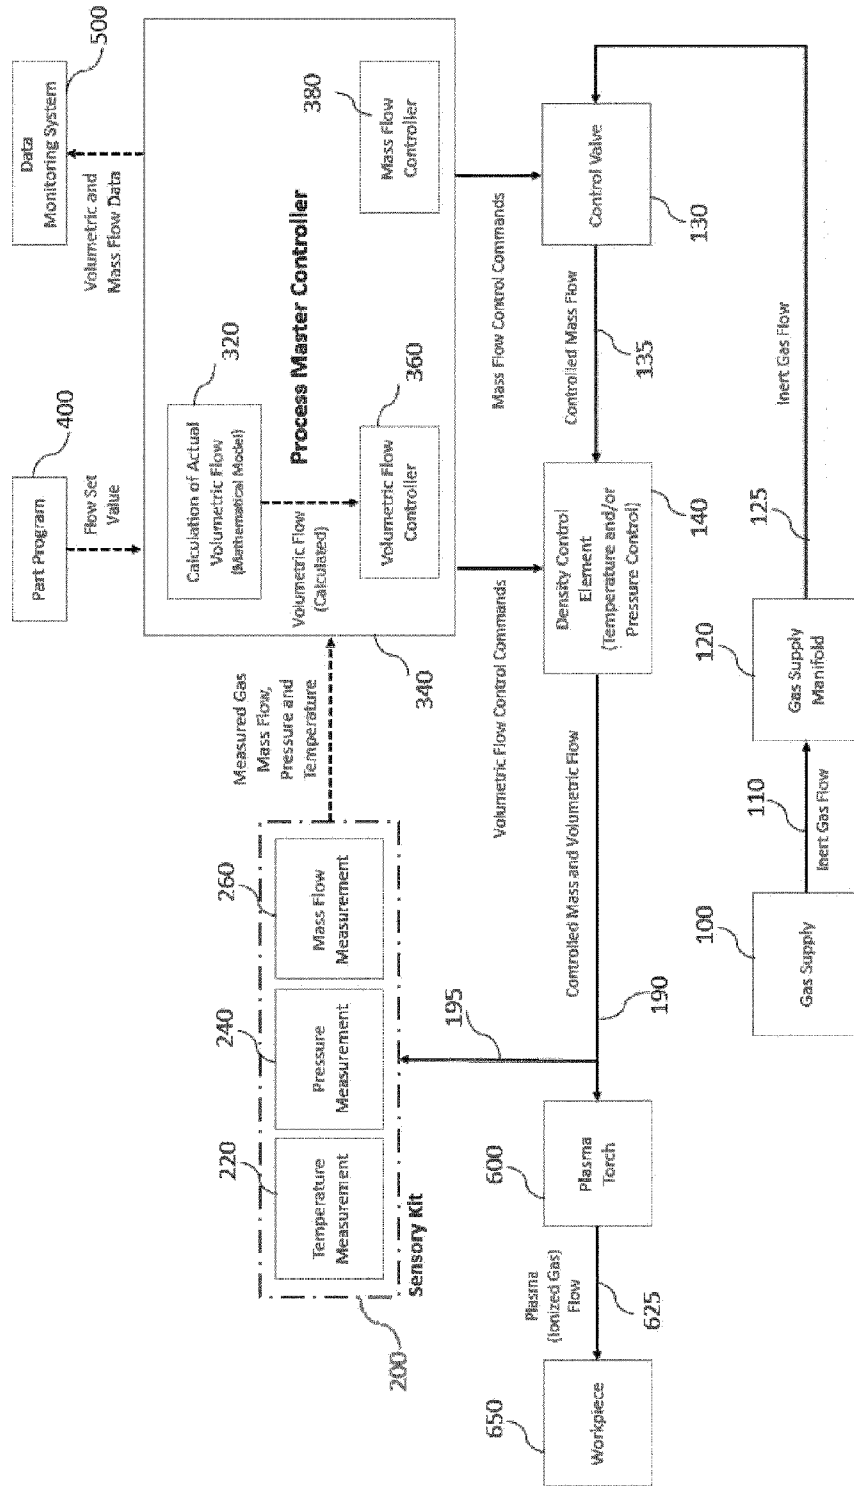 Part Program
400
Flow Set
Value
Data
Monitoring System
500
Volumetric and
Mass Flow Data
Calculation of Actual
Volumetric Flow
(Mathematical Model)
320
Volumetric Flow
(Calculated)
Process Master Controller
Volumetric Flow
Controller
360
Mass Flow
Controller
380
340
Measured Gas
Mass Flow,
Pressure and
Temperature
220
Temperature
Measurement
240
Pressure
Measurement
260
Mass Flow
Measurement
Sensory Kit
200
195
Volumetric Flow Control Commands
Mass Flow Control Commands
650
Workpiece
Plasma
(Ionized Gas)
Flow
625
600
Plasma
Torch
Controlled Mass and Volumetric Flow
190
Density Control
Element
(Temperature and/or
Pressure Control)
140
Controlled Mass Flow
135
Control Valve
130
100
Gas Supply
110
Inert Gas Flow
120
Gas Supply
Manifold
125
Inert Gas Flow